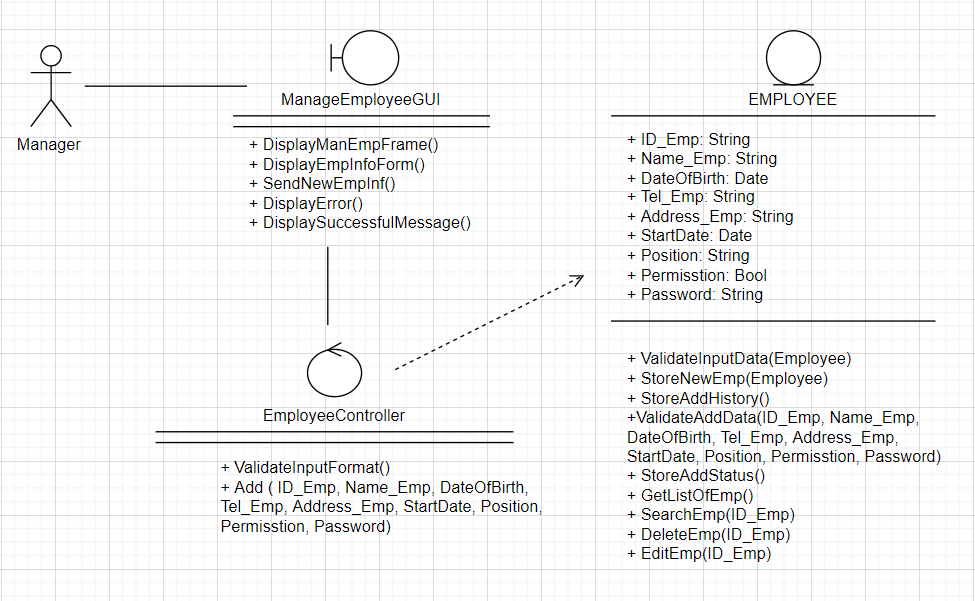 Manager
ManageEmployeeGUI
+ DisplayManEmpFrame()
+ DisplayEmpInfoForm()
+ SendNewEmpInf()
+ DisplayError()
+ DisplaySuccessfulMessage()
EmployeeController
+ ValidateInputFormat()
+ Add ( ID_Emp, Name_Emp, DateOfBirth,
Tel_Emp, Address_Emp, StartDate, Position,
Permisstion, Password)
EMPLOYEE
+ ID_Emp: String
+ Name_Emp: String
+ DateOfBirth: Date
+ Tel_Emp: String
+ Address_Emp: String
+ StartDate: Date
+ Position: String
+ Permisstion: Bool
+ Password: String
+ ValidateInputData(Employee)
+ StoreNewEmp(Employee)
+ StoreAddHistory()
+ValidateAddData(ID_Emp, Name_Emp,
DateOfBirth, Tel_Emp, Address_Emp,
StartDate, Position, Permisstion, Password)
+ StoreAddStatus()
+ GetListOfEmp()
+ SearchEmp(ID_Emp)
+ DeleteEmp(ID_Emp)
+ EditEmp(ID_Emp)